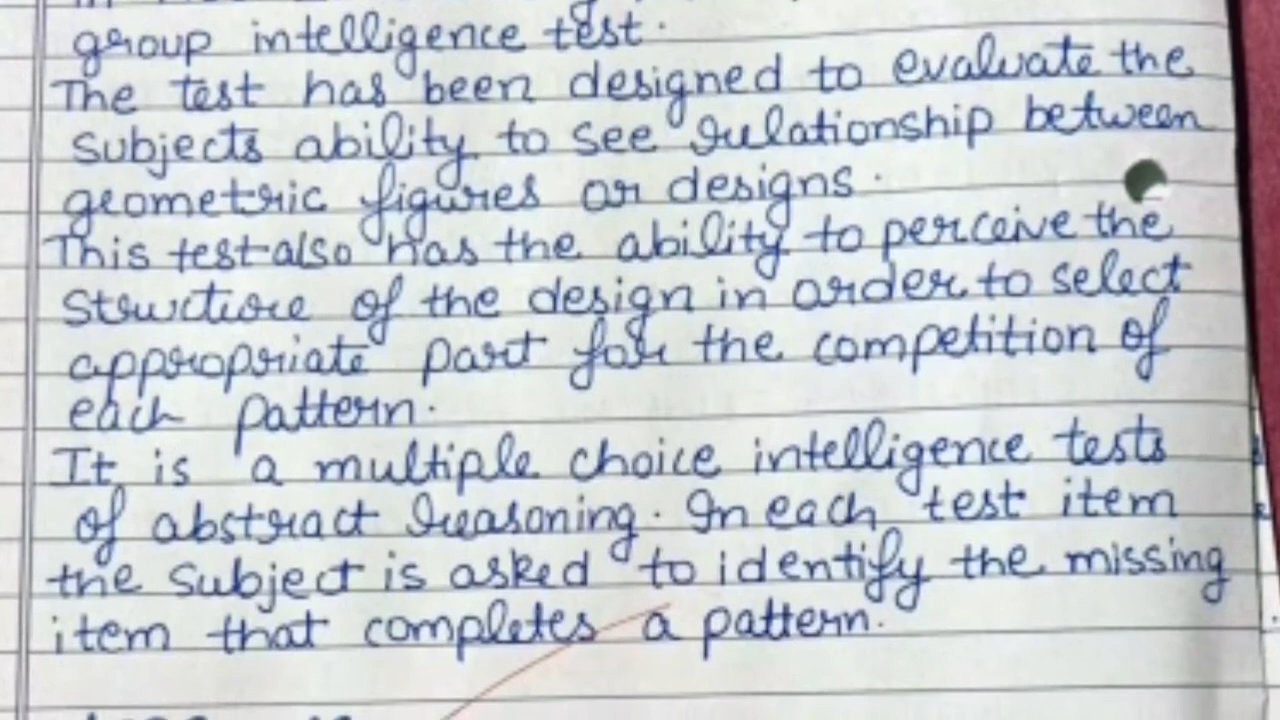 group intelligence test.
The test has been designed to evaluate the
subjects ability to see relationship between
geometric figures or designs.
This test also has the ability to perceive the
structure of the design in order to select
appropriate part for the competition of
each pattern.
It is a multiple choice intelligence tests
of abstract reasoning. In each test item
the subject is asked to identify the missing
item that completes a pattern.